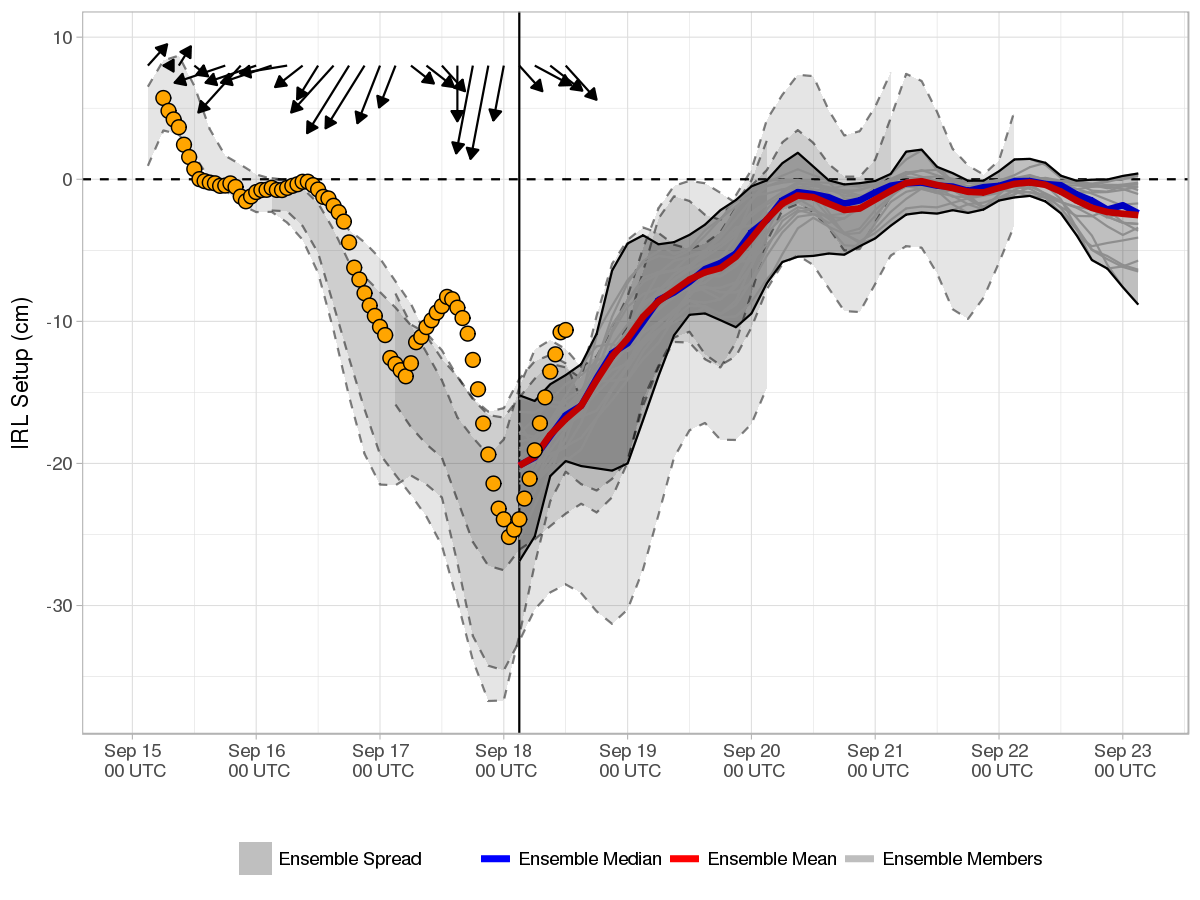 10
0
-10
-20
-30
IRL Setup (cm)
Sep 15
00 UTC
Sep 16
00 UTC
Sep 17
00 UTC
Sep 18
00 UTC
Sep 19
00 UTC
Sep 20
00 UTC
Sep 21
00 UTC
Sep 22
00 UTC
Sep 23
00 UTC
Ensemble Spread
Ensemble Median
Ensemble Mean
Ensemble Members